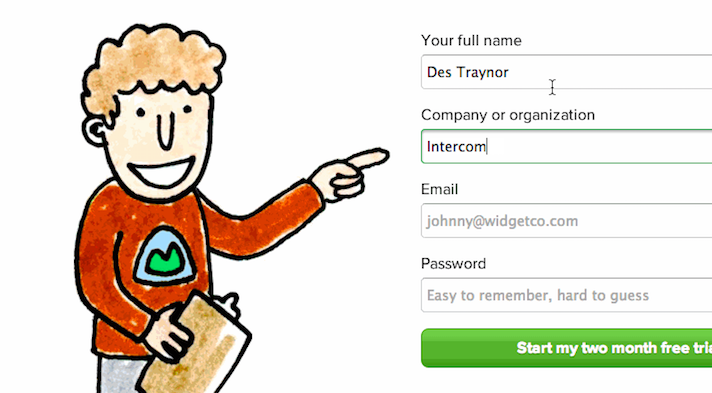 Your full name
Des Traynor
Company or organization
Intercom
Email
johnny@widgetco.com
Password
Easy to remember, hard to guess
Start my two month free